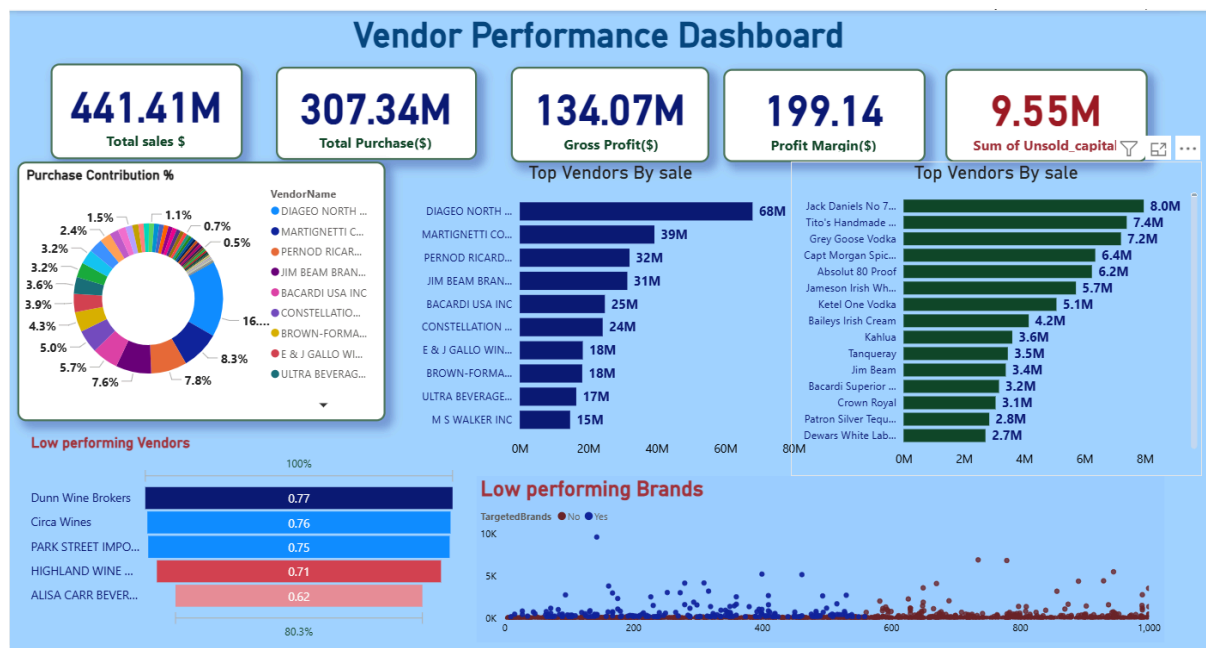 Vendor Performance Dashboard
441.41M
Total sales $
307.34M
Total Purchase($)
134.07M
Gross Profit($)
199.14
Profit Margin($)
9.55M
Sum of Unsold_capital
Purchase Contribution %
1.5%
1.1%
2.4%
0.7%
3.2%
0.5%
3.2%
3.6%
3.9%
4.3%
5.0%
5.7%
7.6%
7.8%
8.3%
16....
VendorName
DIAGEO NORTH ...
MARTIGNETTI C...
PERNOD RICAR...
JIM BEAM BRAN...
BACARDI USA INC
CONSTELLATIO...
BROWN-FORMA...
E & J GALLO WI...
ULTRA BEVERAG...
Top Vendors By sale
DIAGEO NORTH ... 68M
MARTIGNETTI CO... 39M
PERNOD RICARD... 32M
JIM BEAM BRAN... 31M
BACARDI USA INC 25M
CONSTELLATION ... 24M
E & J GALLO WIN... 18M
BROWN-FORMA... 18M
ULTRA BEVERAGE... 17M
M S WALKER INC 15M
0M 20M 40M 60M 80M
Top Vendors By sale
Jack Daniels No 7... 8.0M
Tito's Handmade ... 7.4M
Grey Goose Vodka 7.2M
Capt Morgan Spic... 6.4M
Absolut 80 Proof 6.2M
Jameson Irish Wh... 5.7M
Ketel One Vodka 5.1M
Baileys Irish Cream 4.2M
Kahlua 3.6M
Tanqueray 3.5M
Jim Beam 3.4M
Bacardi Superior ... 3.2M
Crown Royal 3.1M
Patron Silver Tequ... 2.8M
Dewars White Lab... 2.7M
0M 2M 4M 6M 8M
Low performing Vendors
100%
Dunn Wine Brokers 0.77
Circa Wines 0.76
PARK STREET IMPO... 0.75
HIGHLAND WINE ... 0.71
ALISA CARR BEVER... 0.62
80.3%
Low performing Brands
TargetedBrands No Yes
10K
5K
0K
0 200 400 600 800 1,000